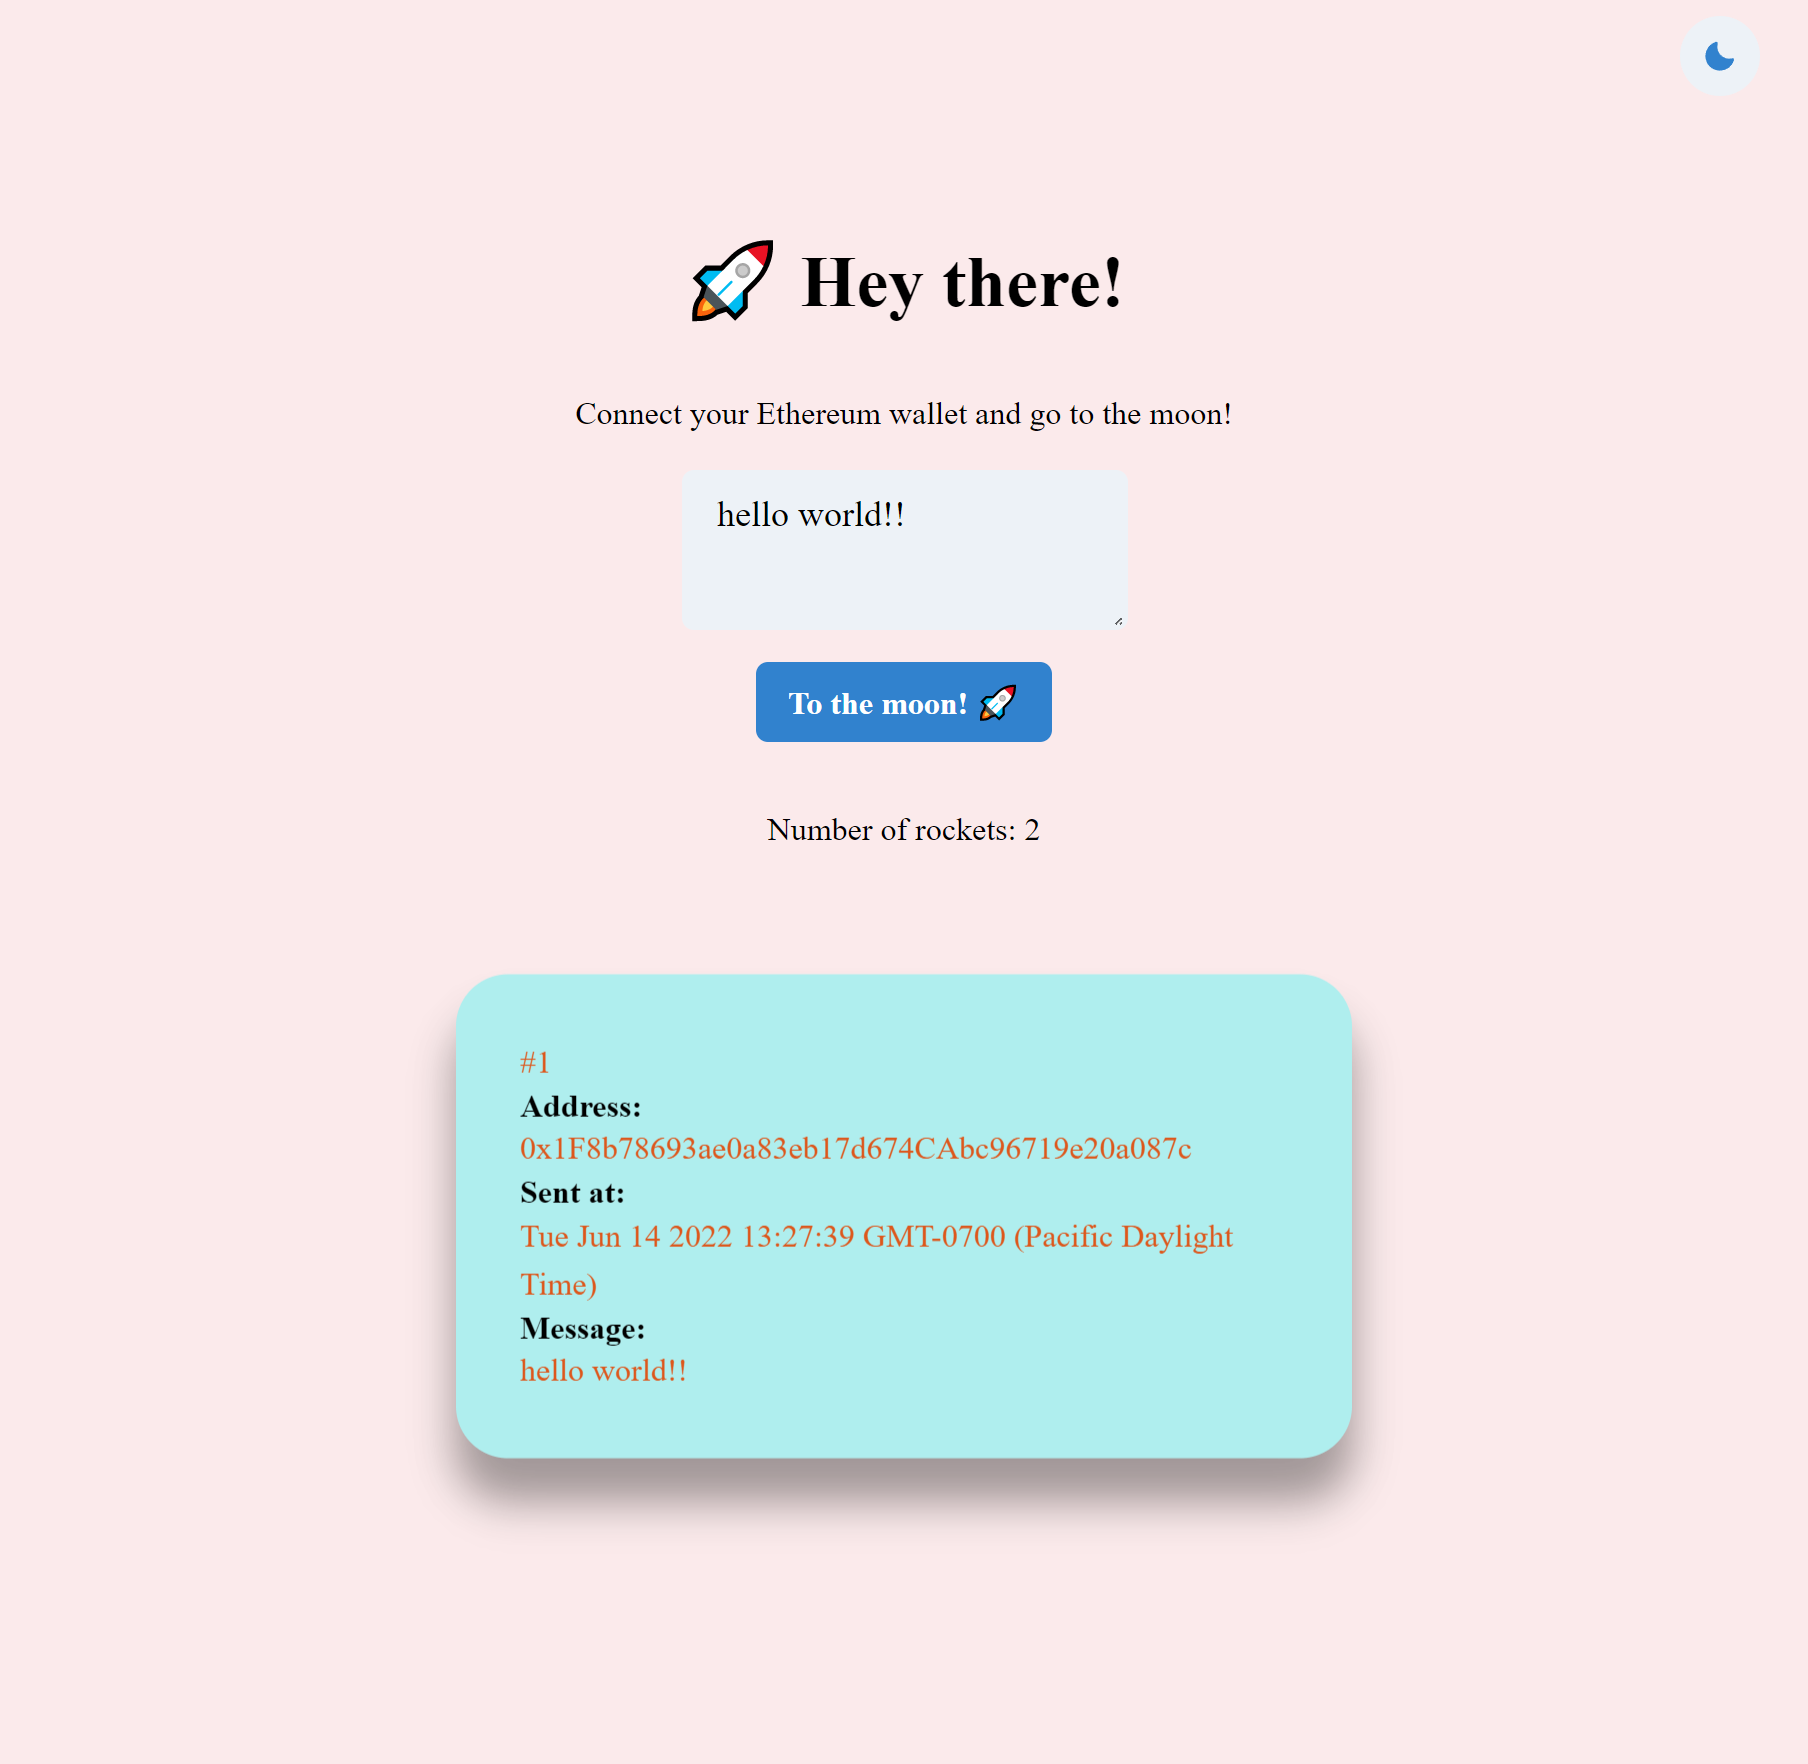 🚀 Hey there!
Connect your Ethereum wallet and go to the moon!
hello world!!
To the moon! 🚀
Number of rockets: 2
#1
Address:
0x1F8b78693ae0a83eb17d674CAbc96719e20a087c
Sent at:
Tue Jun 14 2022 13:27:39 GMT-0700 (Pacific Daylight
Time)
Message:
hello world!!